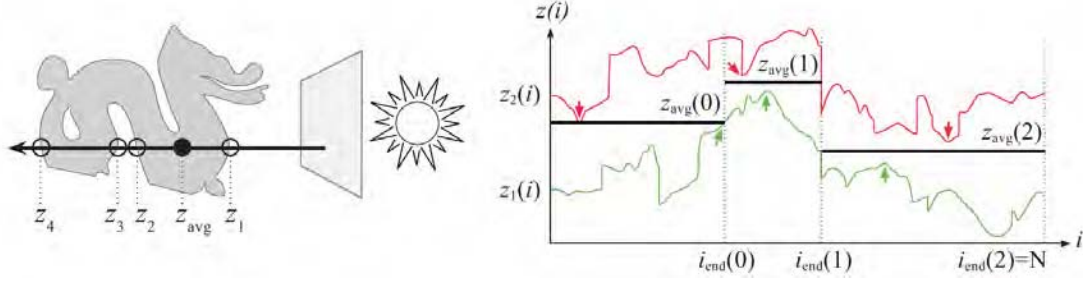 z₄ z₃ z₂ z_avg z₁
z(i)
z_avg(1)
z₂(i)
z_avg(0)
z_avg(2)
z₁(i)
i
i_end(0) i_end(1) i_end(2)=N